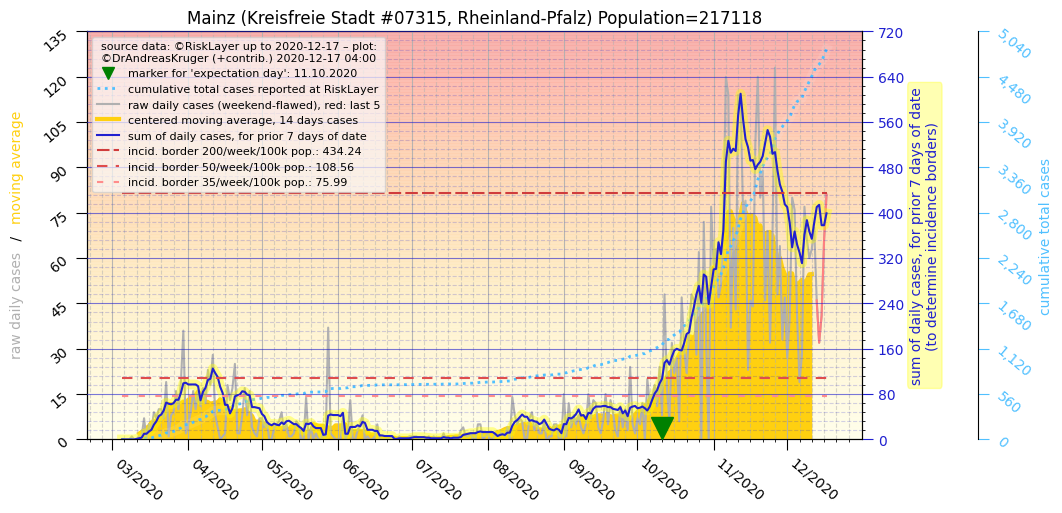 Mainz (Kreisfreie Stadt #07315, Rheinland-Pfalz) Population=217118
source data: ©RiskLayer up to 2020-12-17 – plot:
©DrAndreasKruger (+contrib.) 2020-12-17 04:00
marker for 'expectation day': 11.10.2020
cumulative total cases reported at RiskLayer
raw daily cases (weekend-flawed), red: last 5
centered moving average, 14 days cases
sum of daily cases, for prior 7 days of date
incid. border 200/week/100k pop.: 434.24
incid. border 50/week/100k pop.: 108.56
incid. border 35/week/100k pop.: 75.99
raw daily cases / moving average
135
120
105
90
75
60
45
30
15
0
03/2020
04/2020
05/2020
06/2020
07/2020
08/2020
09/2020
10/2020
11/2020
12/2020
720
640
560
480
400
320
240
160
80
0
sum of daily cases, for prior 7 days of date
(to determine incidence borders)
5,040
4,480
3,920
3,360
2,800
2,240
1,680
1,120
560
0
cumulative total cases